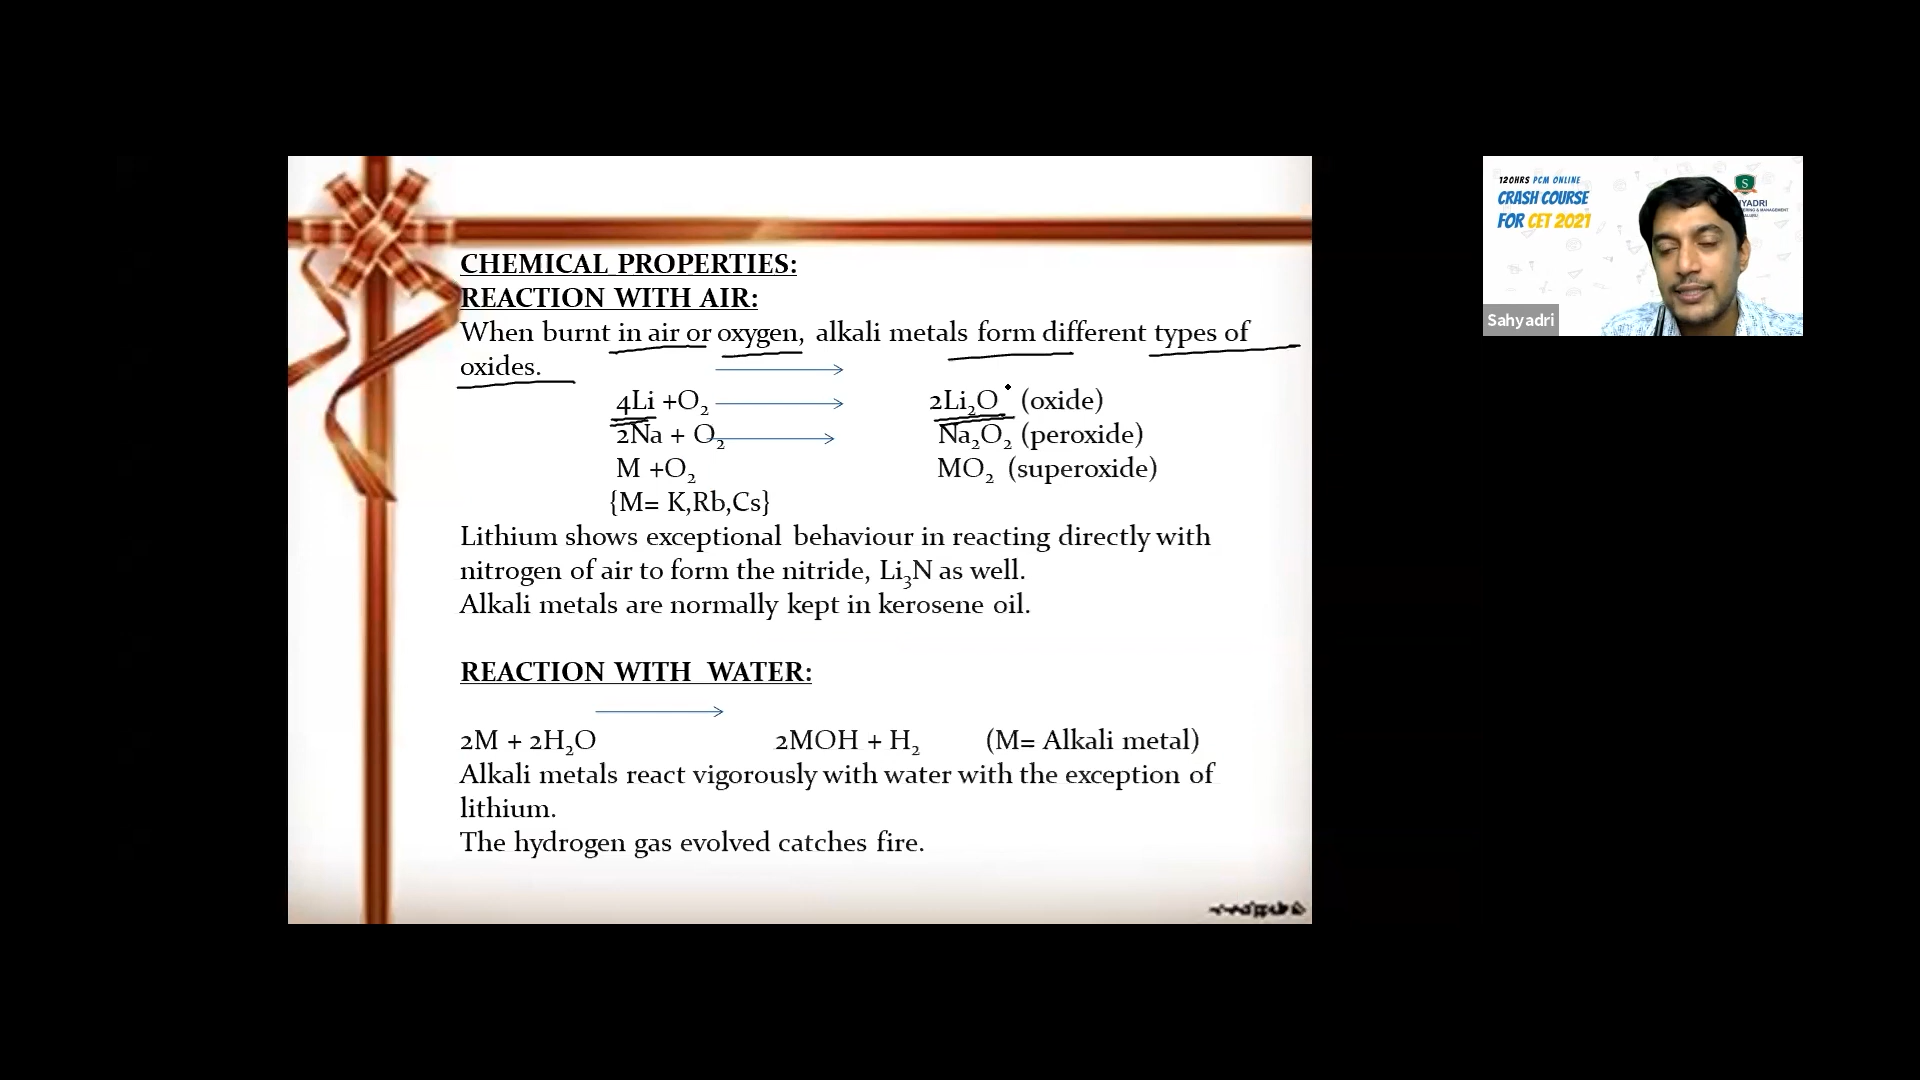 CHEMICAL PROPERTIES:
REACTION WITH AIR:
When burnt in air or oxygen, alkali metals form different types of
oxides.
4Li +O₂ 2Li₂O (oxide)
2Na + O₂ Na₂O₂ (peroxide)
M +O₂ MO₂ (superoxide)
{M= K,Rb,Cs}
Lithium shows exceptional behaviour in reacting directly with
nitrogen of air to form the nitride, Li₃N as well.
Alkali metals are normally kept in kerosene oil.
REACTION WITH WATER:
2M + 2H₂O 2MOH + H₂ (M= Alkali metal)
Alkali metals react vigorously with water with the exception of
lithium.
The hydrogen gas evolved catches fire.
120HRS PCM ONLINE
CRASH COURSE
FOR CET 2021
S
YADRI
Sahyadri